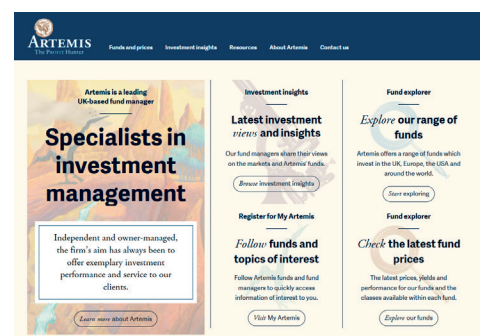 ARTEMIS
The Profit Hunter
Funds and prices Investment insights Resources About Artemis Contact us
Artemis is a leading
UK-based fund manager
Specialists in
investment
management
Independent and owner-managed,
the firm's aim has always been to
offer exemplary investment
performance and service to our
clients.
Learn more about Artemis
Investment insights
Latest investment
views and insights
Our fund managers share their views
on the markets and Artemis' funds.
Browse investment insights
Fund explorer
Explore our range of
funds
Artemis offers a range of funds which
invest in the UK, Europe, the USA and
around the world.
Start exploring
Register for My Artemis
Follow funds and
topics of interest
Follow Artemis funds and fund
managers to quickly access
information of interest to you.
Visit My Artemis
Fund explorer
Check the latest fund
prices
The latest prices, yields and
performance for our funds and the
classes available within each fund.
Explore our funds